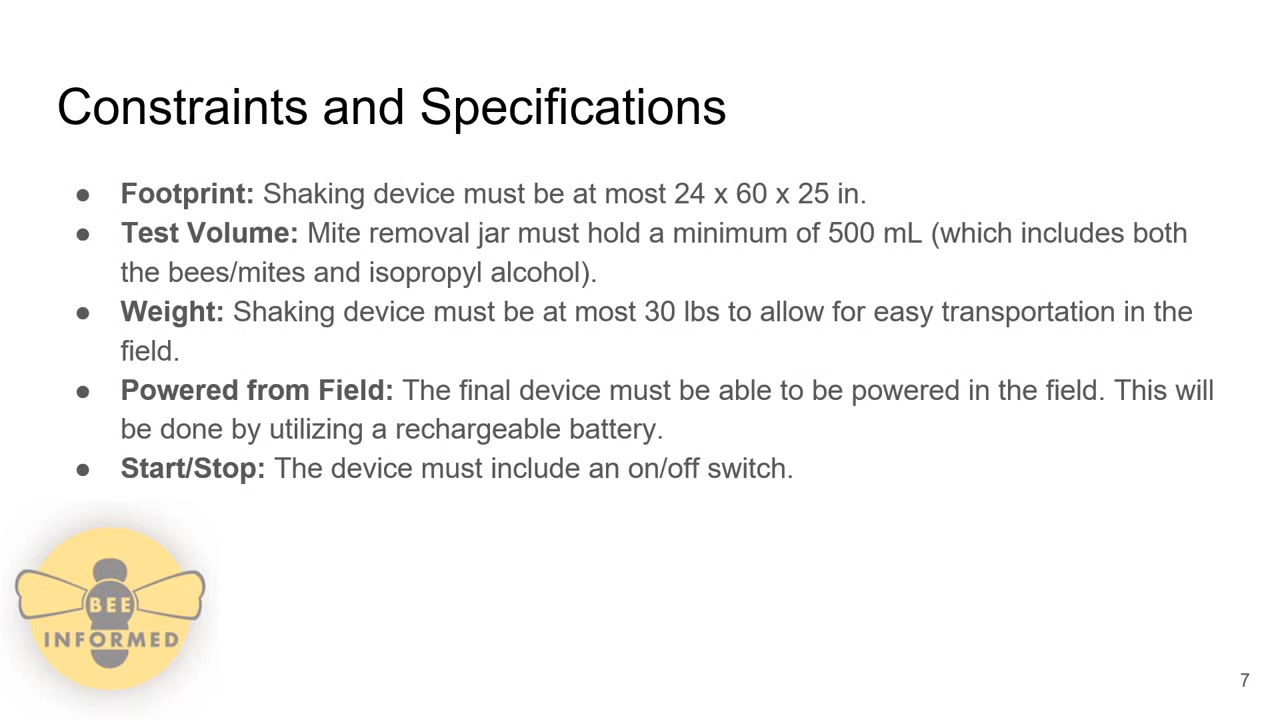 Constraints and Specifications
● Footprint: Shaking device must be at most 24 x 60 x 25 in.
● Test Volume: Mite removal jar must hold a minimum of 500 mL (which includes both
the bees/mites and isopropyl alcohol).
● Weight: Shaking device must be at most 30 lbs to allow for easy transportation in the
field.
● Powered from Field: The final device must be able to be powered in the field. This will
be done by utilizing a rechargeable battery.
● Start/Stop: The device must include an on/off switch.
BEE
INFORMED
7